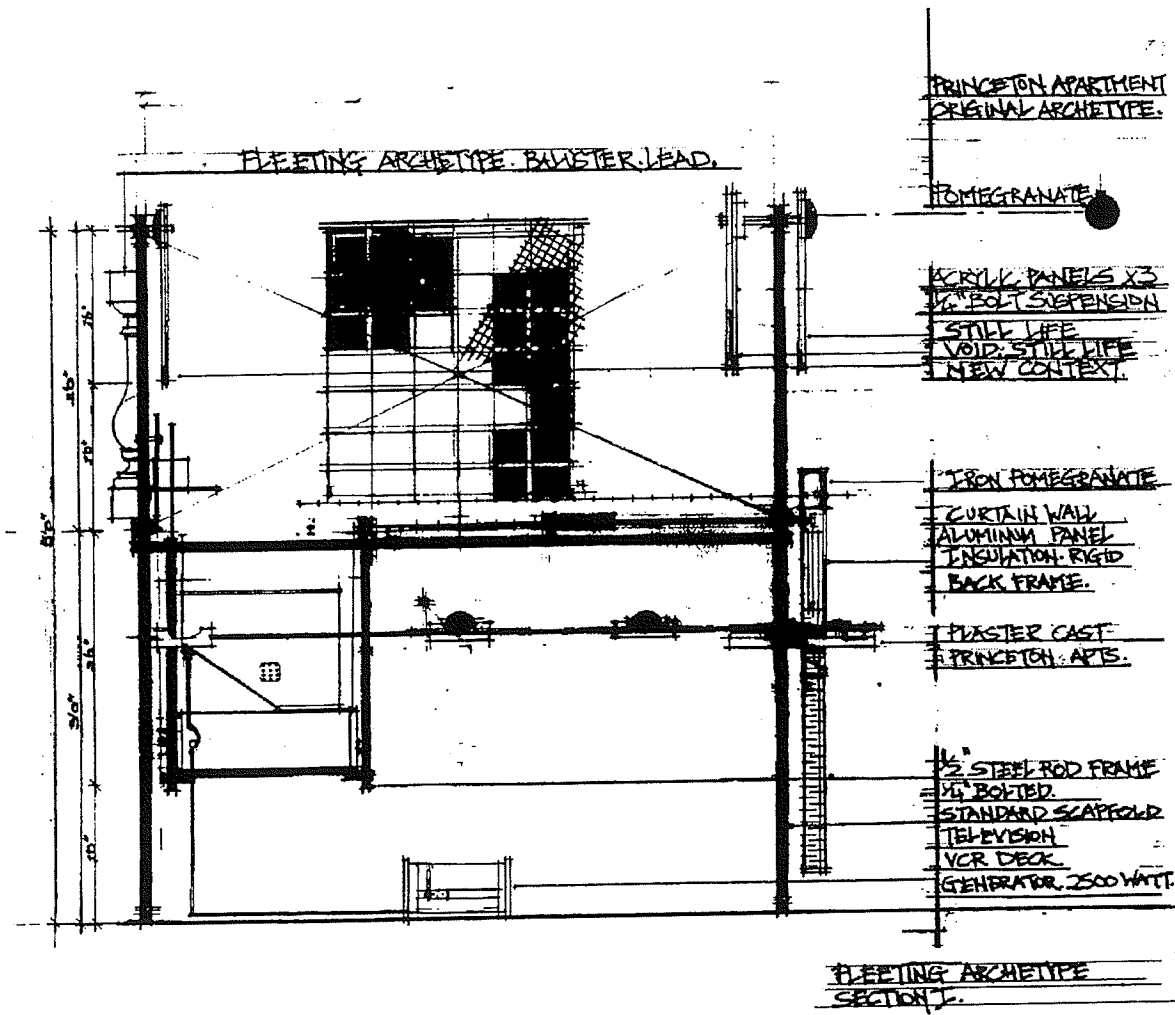 PRINCETON APARTMENT
ORIGINAL ARCHETYPE.
FLEETING ARCHETYPE. BALUSTER. LEAD.
POMEGRANATE
ACRYLIC PANELS X3
1/4" BOLT SUSPENSION
STILL LIFE
VOID: STILL LIFE
NEW CONTEXT.
IRON POMEGRANATE
CURTAIN WALL
ALUMINUM PANEL
INSULATION. RIGID
BACK FRAME.
PLASTER CAST
PRINCETON. APTS.
1/2" STEEL ROD FRAME
1/4" BOLTED.
STANDARD SCAFFOLD
TELEVISION
VCR DECK
GENERATOR. 2500 WATT.
FLEETING ARCHETYPE
SECTION I.